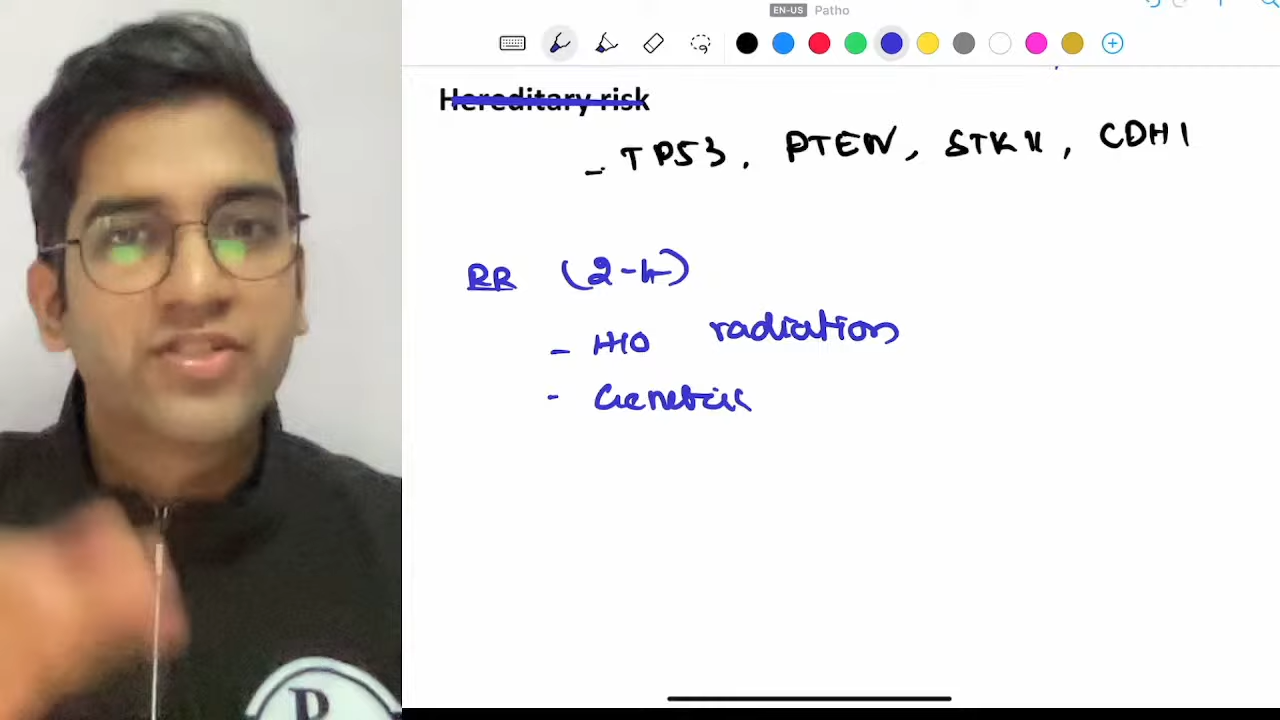 EN-US Patho
Hereditary risk
- TP53, PTEN, STK11, CDH1
RR (2-4)
- H/O radiation
- Genetic
P